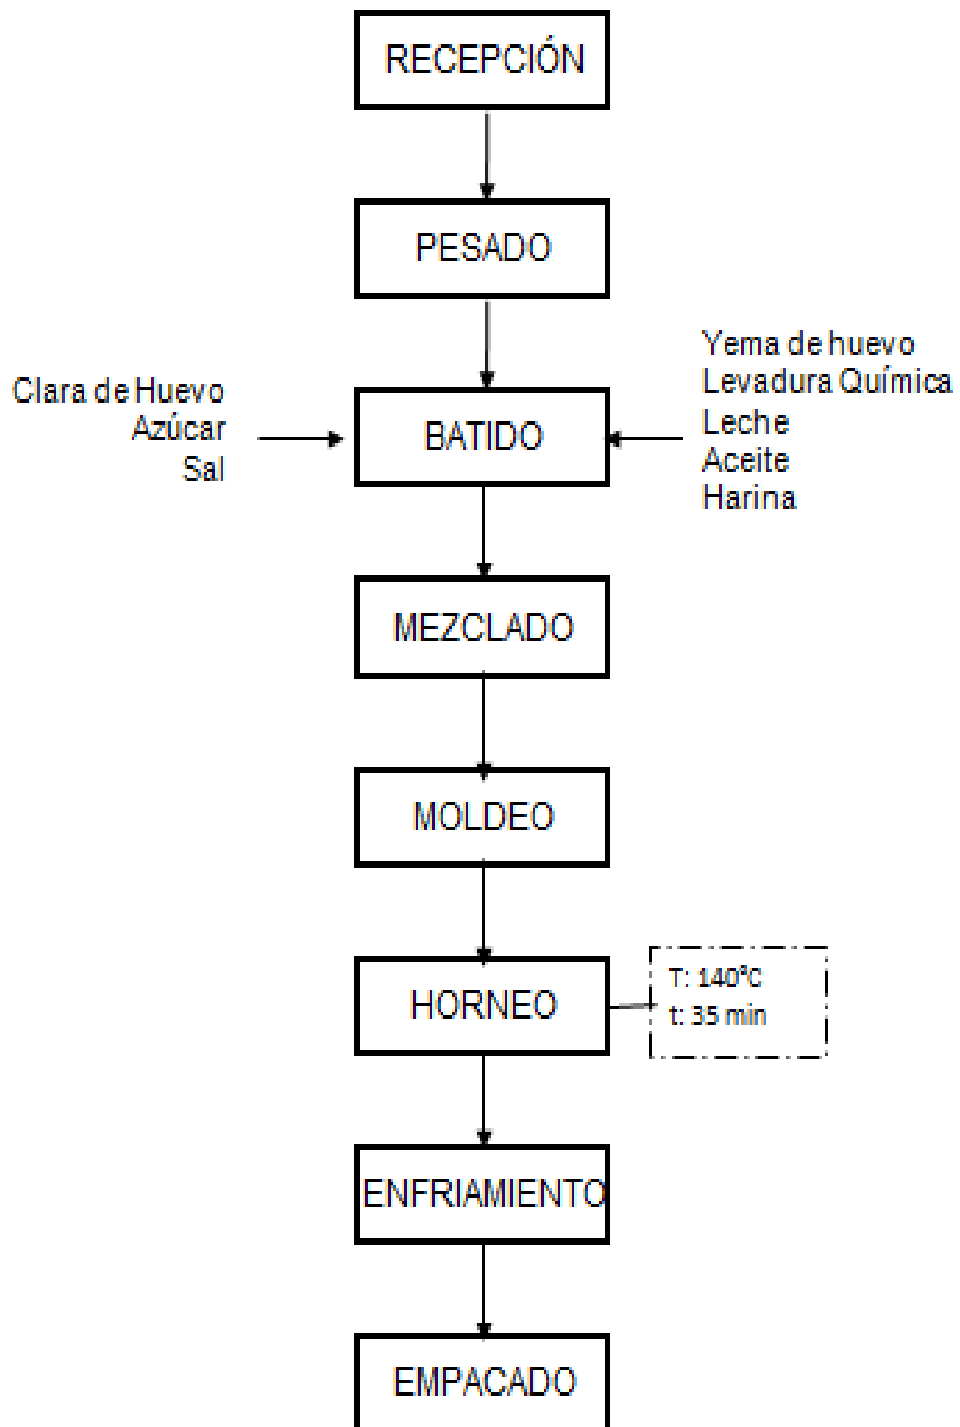 RECEPCIÓN
PESADO
Clara de Huevo
Azúcar
Sal
BATIDO
Yema de huevo
Levadura Química
Leche
Aceite
Harina
MEZCLADO
MOLDEO
HORNEO
T: 140°C
t: 35 min
ENFRIAMIENTO
EMPACADO